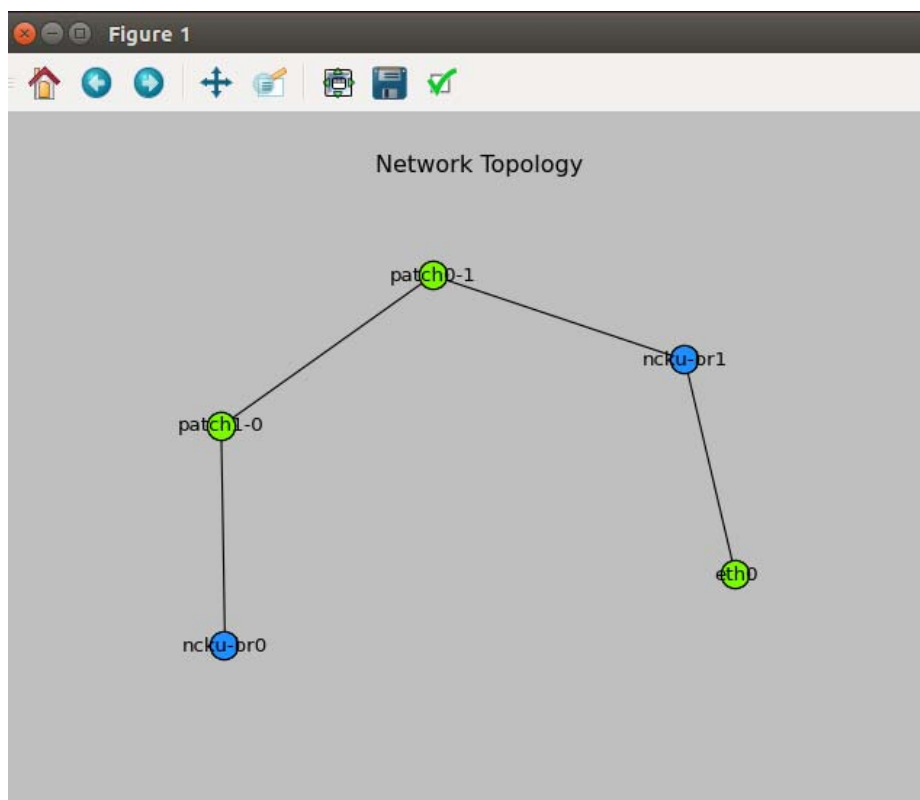 Figure 1
Network Topology
patch0-1
ncku-br1
patch1-0
eth0
ncku-br0